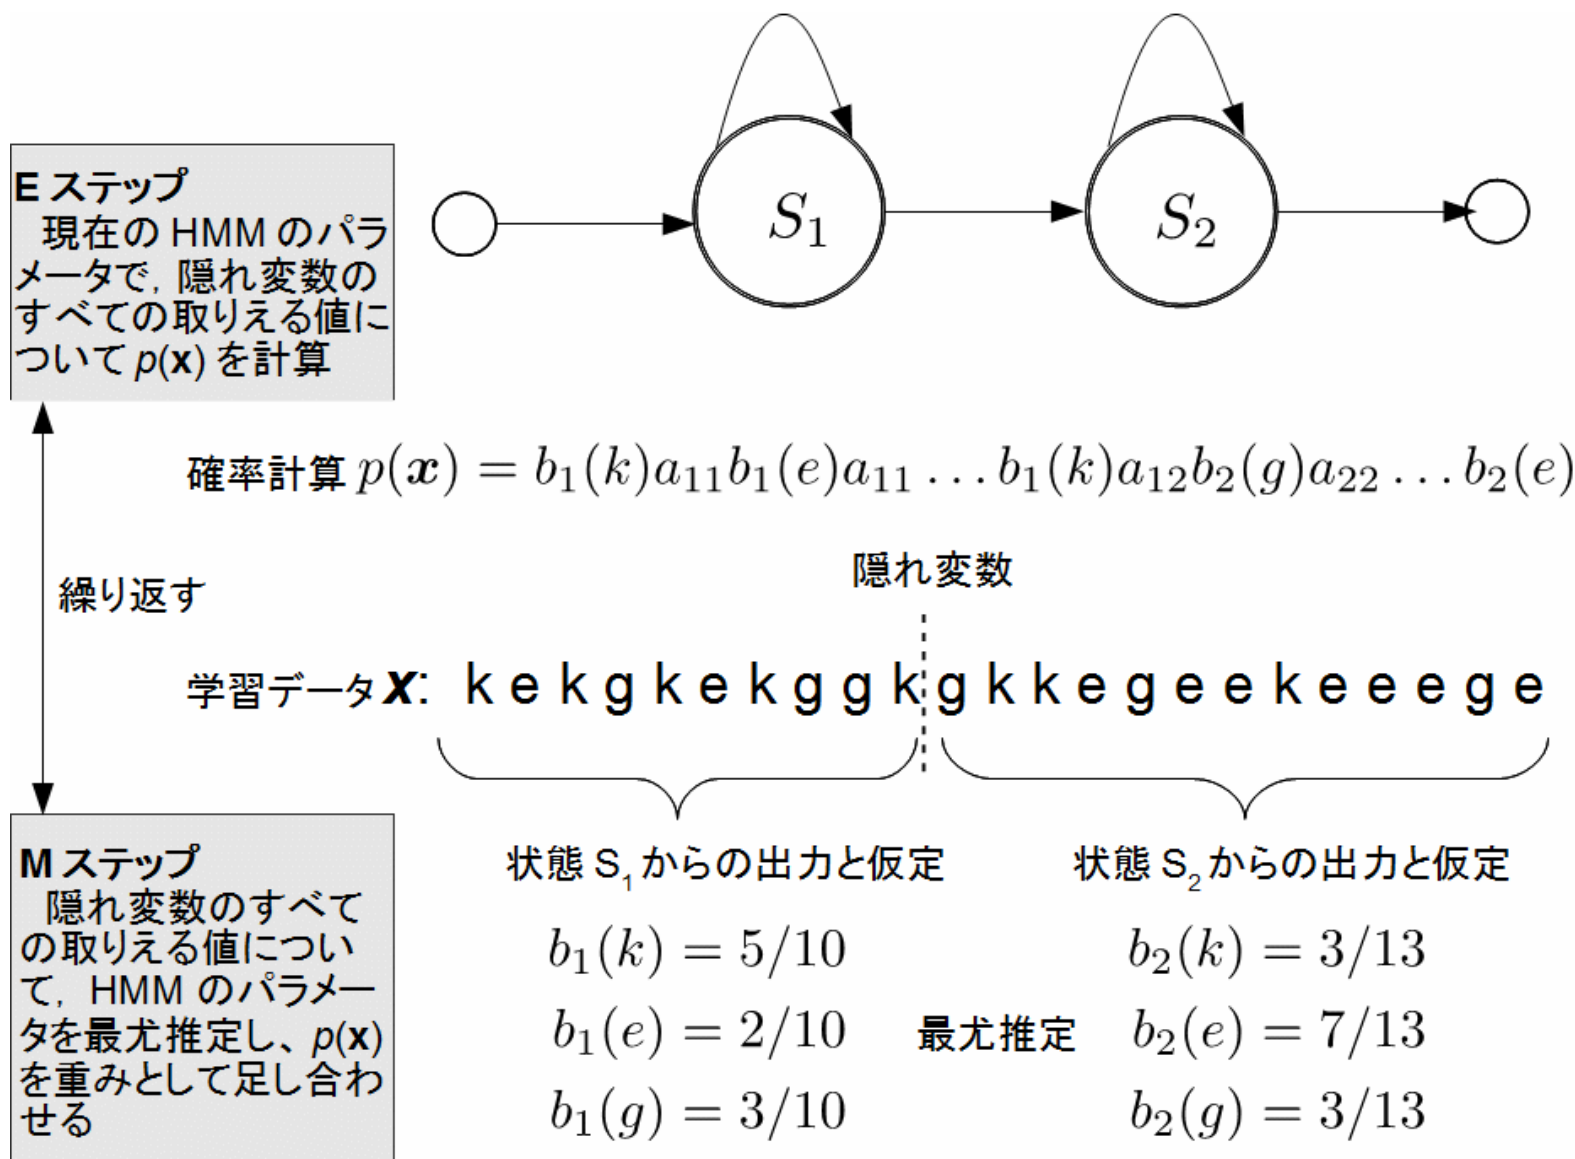 S₁
S₂
E ステップ
現在の HMM のパラ
メータで, 隠れ変数の
すべての取りえる値に
ついて p(x) を計算
確率計算 p(x) = b₁(k)a₁₁b₁(e)a₁₁ … b₁(k)a₁₂b₂(g)a₂₂ … b₂(e)
隠れ変数
繰り返す
学習データ x: k e k g k e k g g k g k k e g e e k e e e g e
M ステップ
隠れ変数のすべて
の取りえる値につい
て, HMM のパラメー
タを最尤推定し、p(x)
を重みとして足し合わ
せる
状態 S₁ からの出力と仮定
状態 S₂ からの出力と仮定
b₁(k) = 5/10
b₂(k) = 3/13
b₁(e) = 2/10
最尤推定
b₂(e) = 7/13
b₁(g) = 3/10
b₂(g) = 3/13